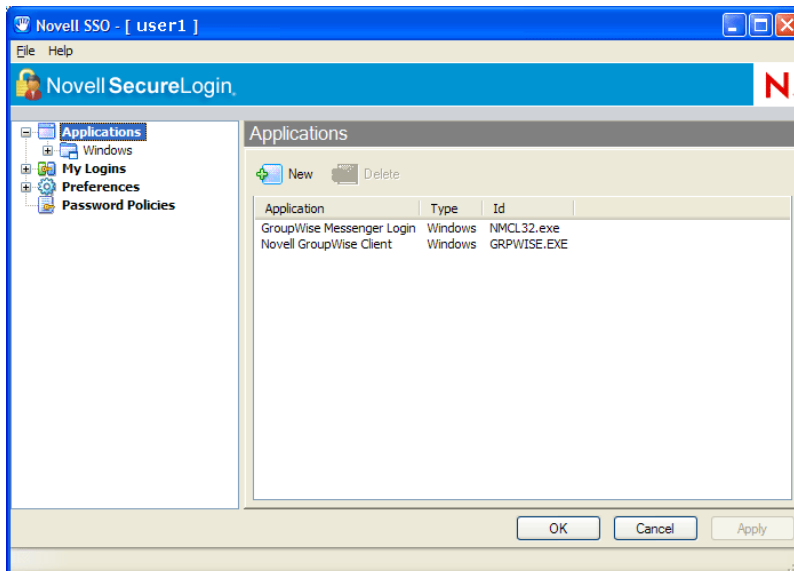 Novell SSO - [ user1 ]
File Help
Novell SecureLogin
N
Applications
Windows
My Logins
Preferences
Password Policies
Applications
New Delete
Application Type Id
GroupWise Messenger Login Windows NMCL32.exe
Novell GroupWise Client Windows GRPWISE.EXE
OK Cancel Apply